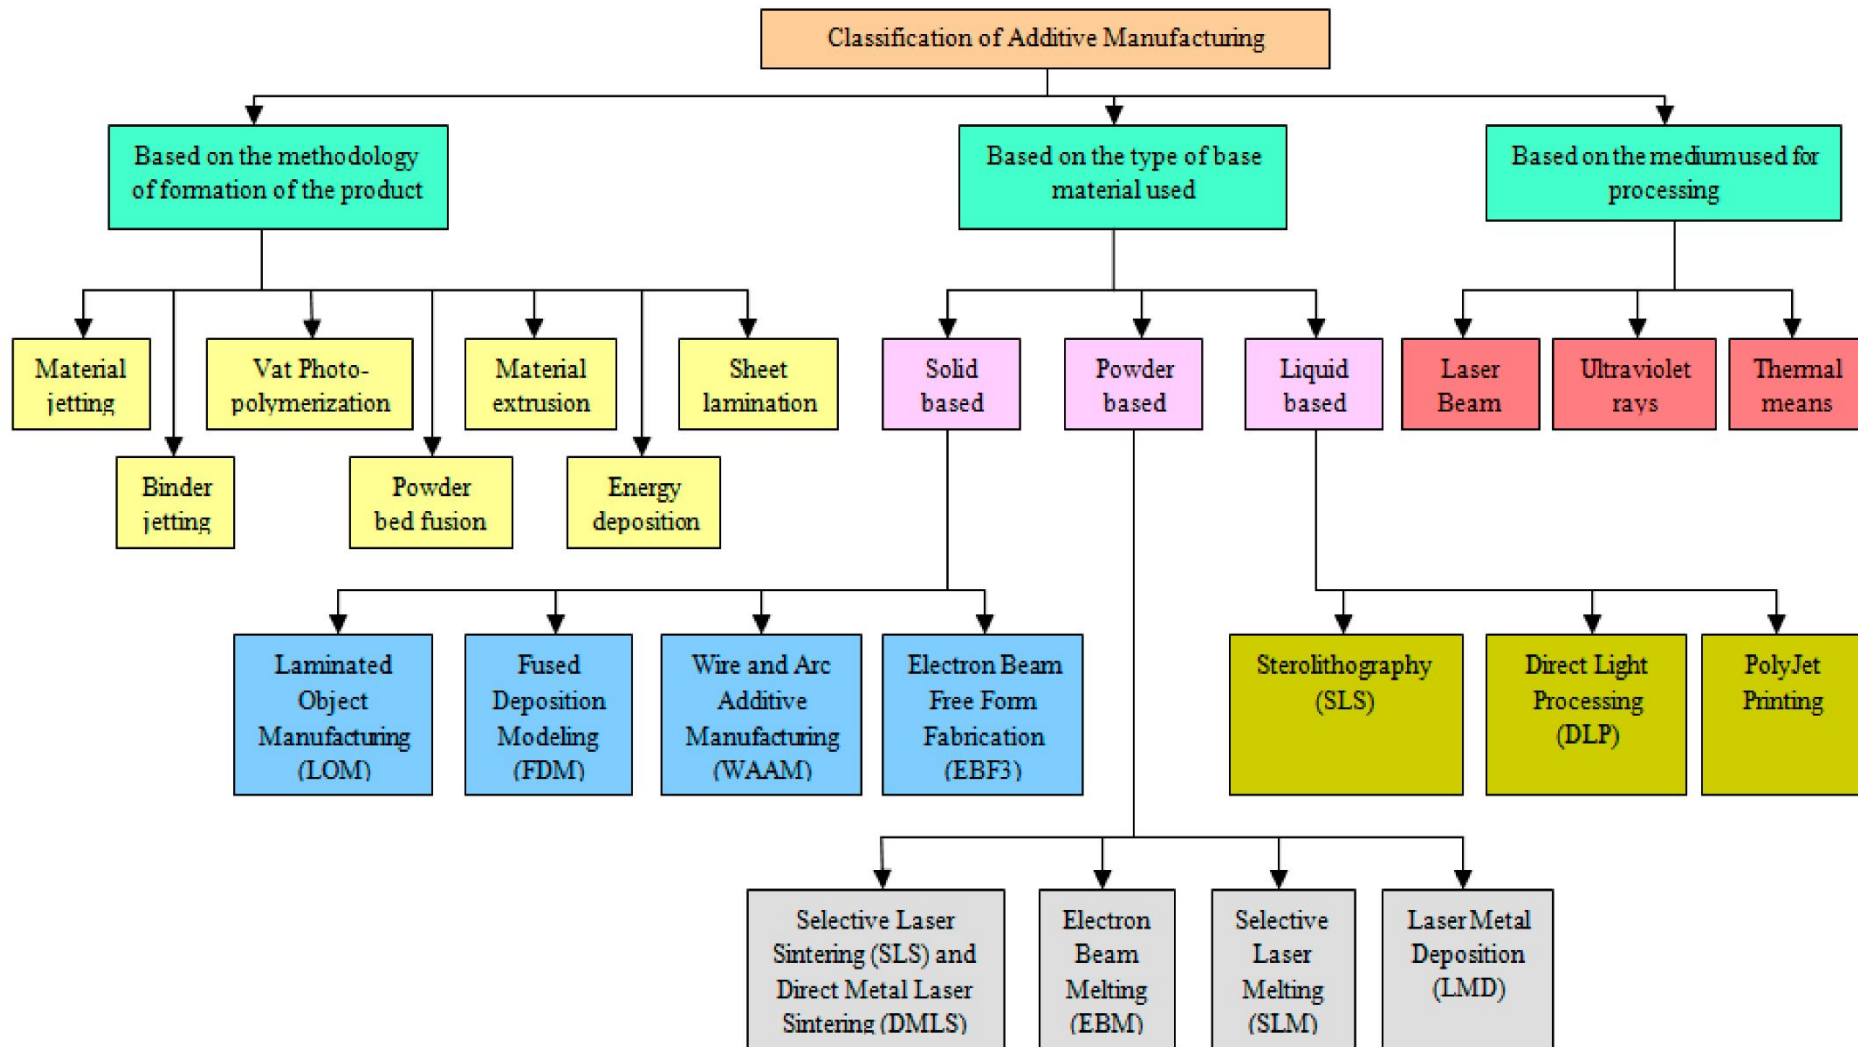 Classification of Additive Manufacturing
Based on the methodology
of formation of the product
Based on the type of base
material used
Based on the medium used for
processing
Material
jetting
Vat Photo-
polymerization
Material
extrusion
Sheet
lamination
Solid
based
Powder
based
Liquid
based
Laser
Beam
Ultraviolet
rays
Thermal
means
Binder
jetting
Powder
bed fusion
Energy
deposition
Laminated
Object
Manufacturing
(LOM)
Fused
Deposition
Modeling
(FDM)
Wire and Arc
Additive
Manufacturing
(WAAM)
Electron Beam
Free Form
Fabrication
(EBF3)
Sterolithography
(SLS)
Direct Light
Processing
(DLP)
PolyJet
Printing
Selective Laser
Sintering (SLS) and
Direct Metal Laser
Sintering (DMLS)
Electron
Beam
Melting
(EBM)
Selective
Laser
Melting
(SLM)
Laser Metal
Deposition
(LMD)